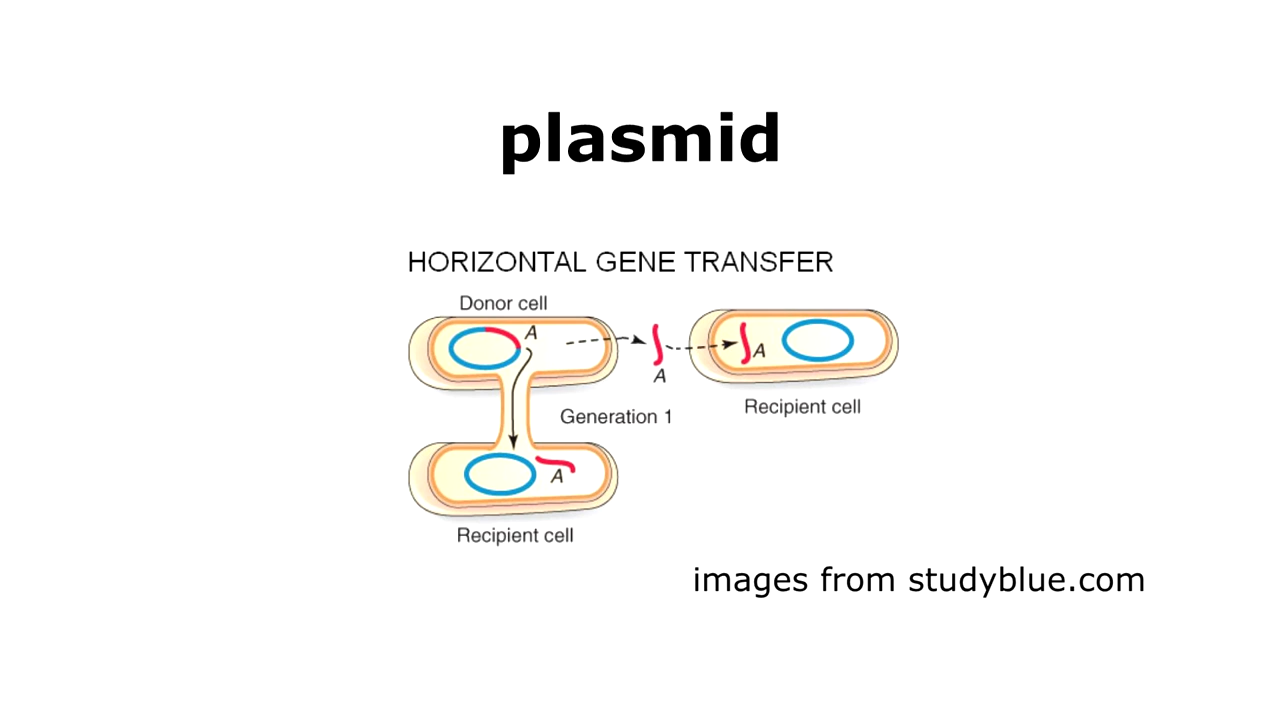 plasmid
HORIZONTAL GENE TRANSFER
Donor cell
A
A
A
Recipient cell
Generation 1
A
Recipient cell
images from studyblue.com